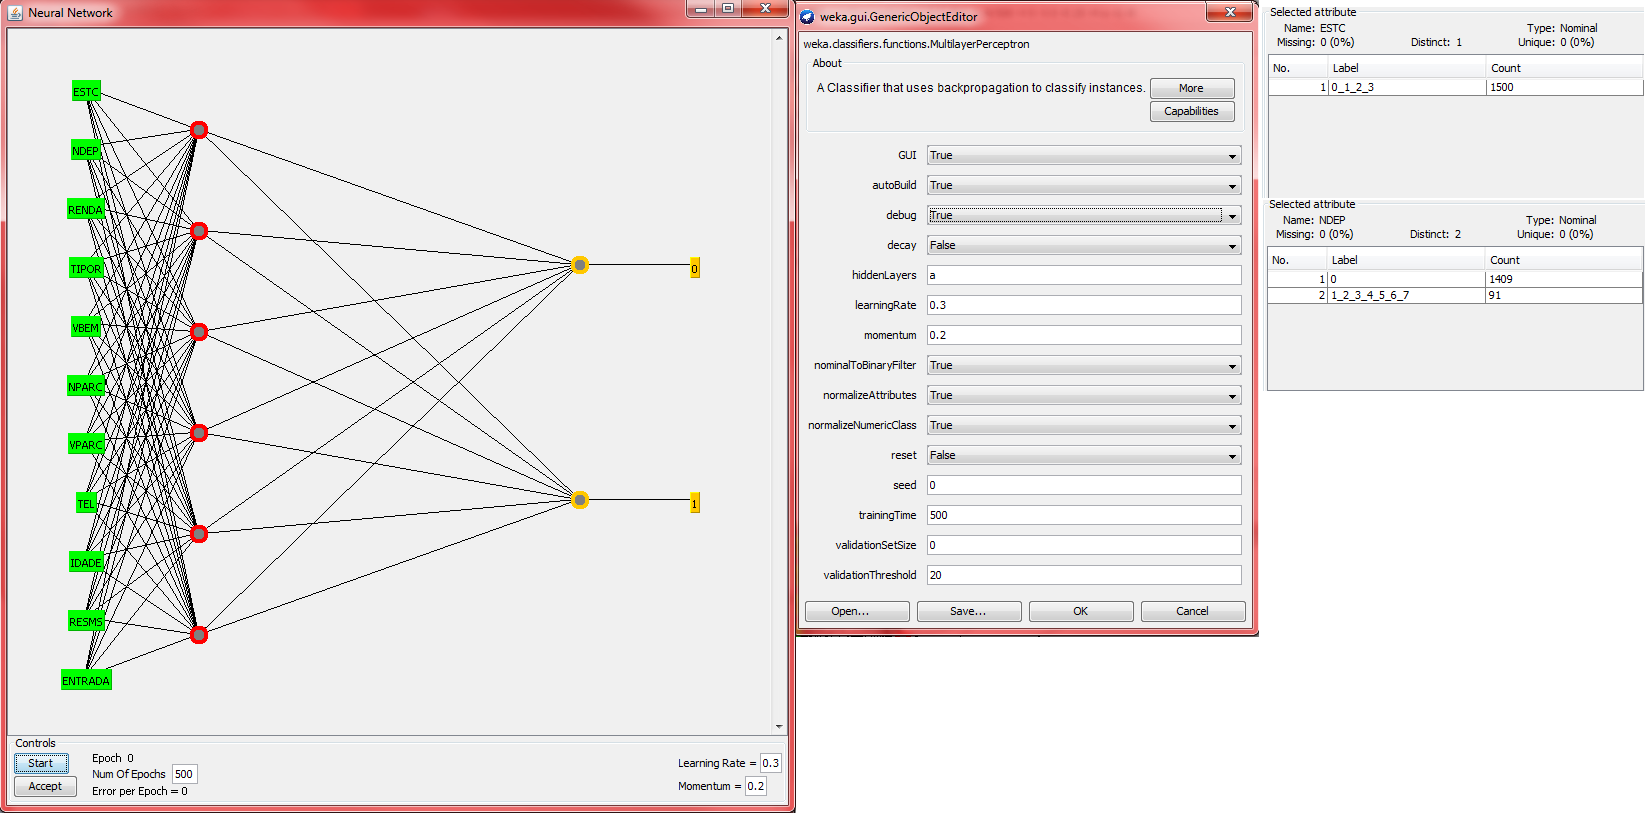 Neural Network
ESTC
NDEP
RENDA
TIPOR
VBEM
NPARC
VPARC
TEL
IDADE
RESMS
ENTRADA
0
1
Controls
Start
Accept
Epoch 0
Num Of Epochs 500
Error per Epoch = 0
Learning Rate = 0.3
Momentum = 0.2
weka.gui.GenericObjectEditor
weka.classifiers.functions.MultilayerPerceptron
About
A Classifier that uses backpropagation to classify instances.
More
Capabilities
GUI True
autoBuild True
debug True
decay False
hiddenLayers a
learningRate 0.3
momentum 0.2
nominalToBinaryFilter True
normalizeAttributes True
normalizeNumericClass True
reset False
seed 0
trainingTime 500
validationSetSize 0
validationThreshold 20
Open... Save... OK Cancel
Selected attribute
Name: ESTC Type: Nominal
Missing: 0 (0%) Distinct: 1 Unique: 0 (0%)
No. Label Count
1 0_1_2_3 1500
Selected attribute
Name: NDEP Type: Nominal
Missing: 0 (0%) Distinct: 2 Unique: 0 (0%)
No. Label Count
1 0 1409
2 1_2_3_4_5_6_7 91